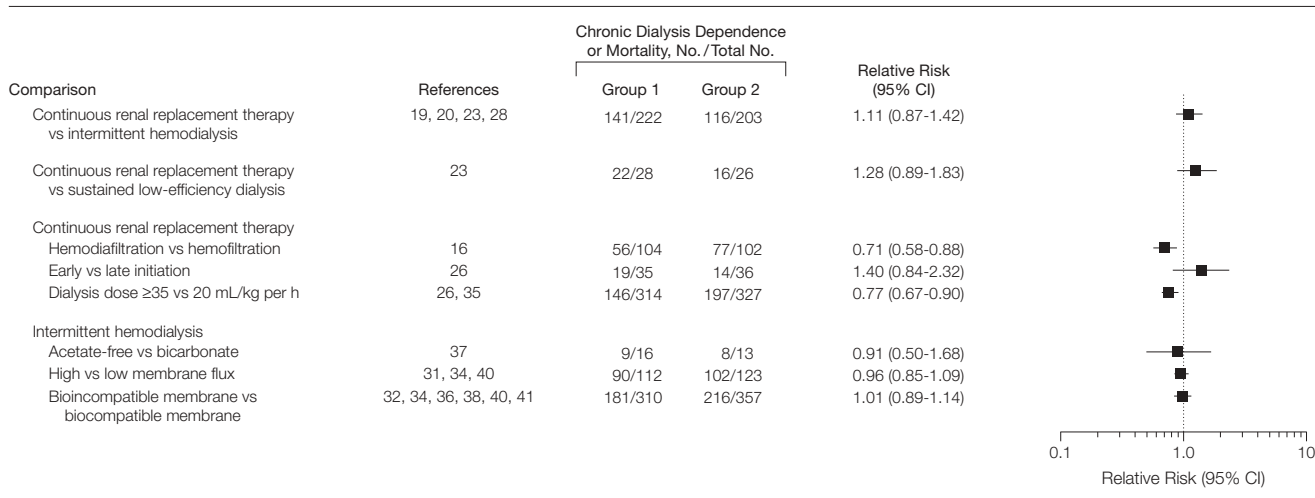 Chronic Dialysis Dependence
or Mortality, No./Total No.
Comparison References Group 1 Group 2 Relative Risk
(95% CI)
Continuous renal replacement therapy
vs intermittent hemodialysis 19, 20, 23, 28 141/222 116/203 1.11 (0.87-1.42)
Continuous renal replacement therapy
vs sustained low-efficiency dialysis 23 22/28 16/26 1.28 (0.89-1.83)
Continuous renal replacement therapy
Hemodiafiltration vs hemofiltration 16 56/104 77/102 0.71 (0.58-0.88)
Early vs late initiation 26 19/35 14/36 1.40 (0.84-2.32)
Dialysis dose ≥35 vs 20 mL/kg per h 26, 35 146/314 197/327 0.77 (0.67-0.90)
Intermittent hemodialysis
Acetate-free vs bicarbonate 37 9/16 8/13 0.91 (0.50-1.68)
High vs low membrane flux 31, 34, 40 90/112 102/123 0.96 (0.85-1.09)
Bioincompatible membrane vs
biocompatible membrane 32, 34, 36, 38, 40, 41 181/310 216/357 1.01 (0.89-1.14)
0.1 1.0 10
Relative Risk (95% CI)